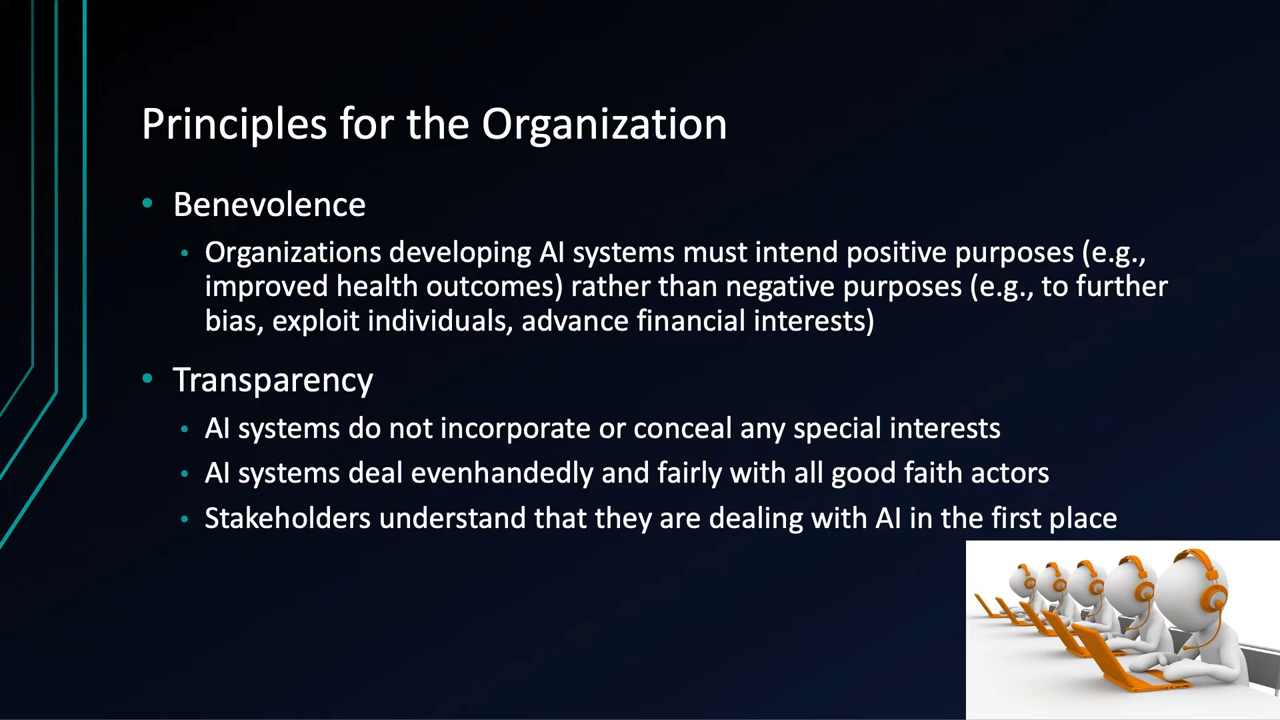 Principles for the Organization
• Benevolence
• Organizations developing AI systems must intend positive purposes (e.g.,
improved health outcomes) rather than negative purposes (e.g., to further
bias, exploit individuals, advance financial interests)
• Transparency
• AI systems do not incorporate or conceal any special interests
• AI systems deal evenhandedly and fairly with all good faith actors
• Stakeholders understand that they are dealing with AI in the first place